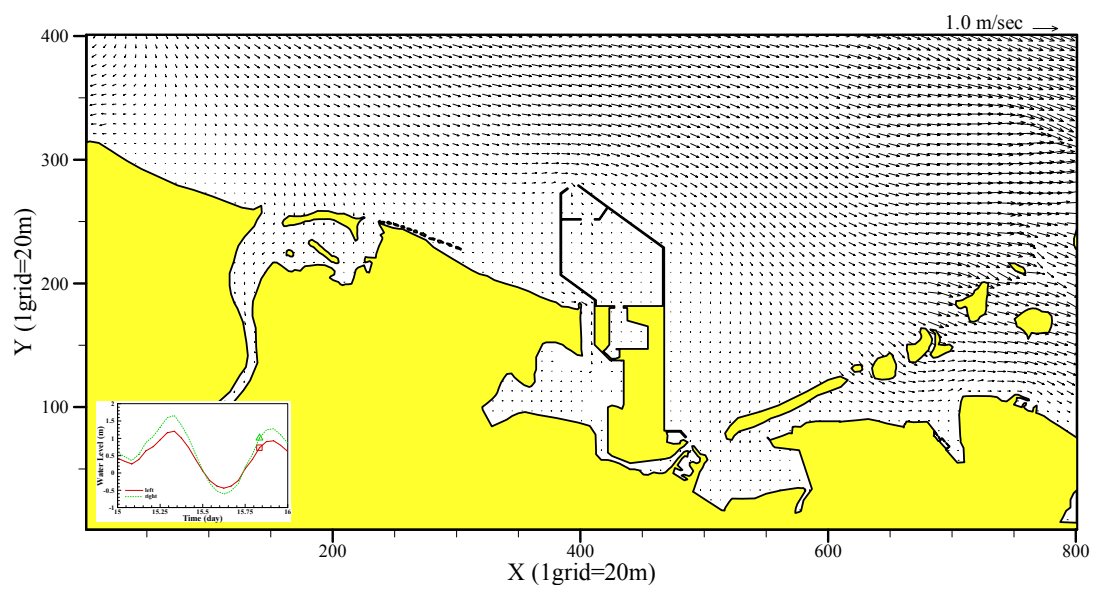 1.0 m/sec
400
300
200
100
Y (1grid=20m)
2
1.5
1
0.5
0
-0.5
-1
Water Level (m)
left
right
15
15.25
15.5
15.75
16
Time (day)
200
400
600
800
X (1grid=20m)